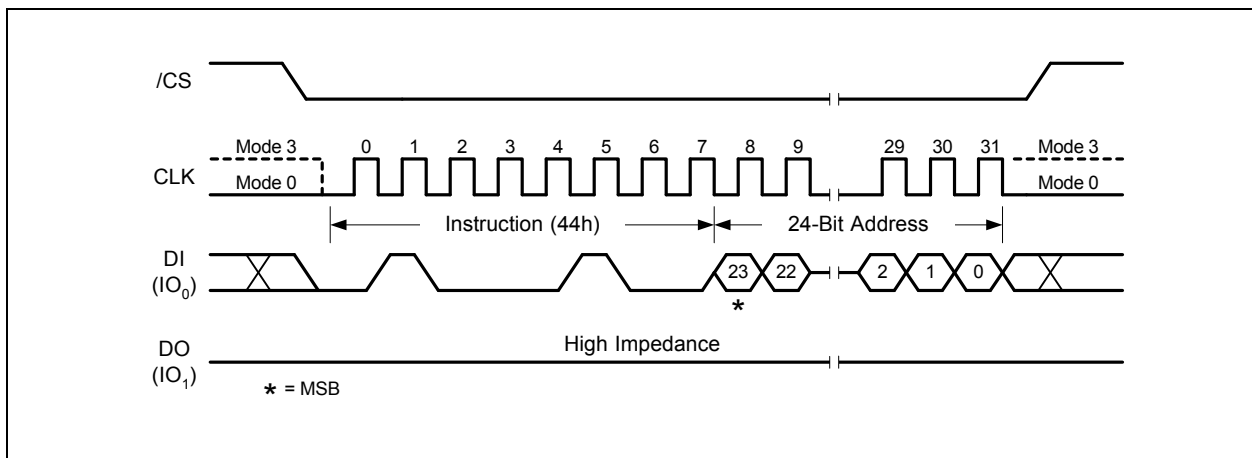 /CS
Mode 3
0 1 2 3 4 5 6 7 8 9 29 30 31
Mode 3
CLK
Mode 0
Mode 0
Instruction (44h)
24-Bit Address
DI
(IO₀)
23 22 2 1 0
*
High Impedance
DO
(IO₁)
* = MSB